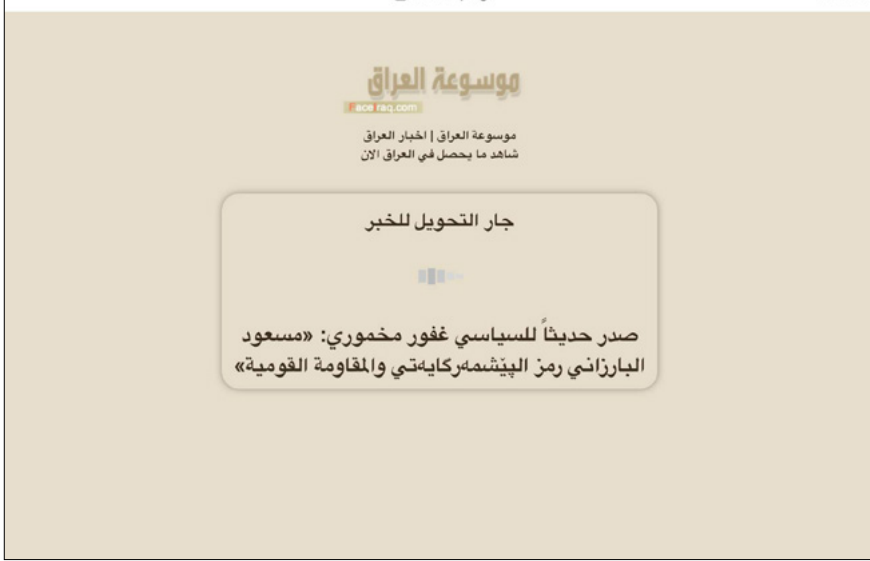 موسوعة العراق
FaceIraq.com
موسوعة العراق | اخبار العراق
شاهد ما يحصل في العراق الان
جار التحويل للخبر
صدر حديثاً للسياسي غفور مخموري: «مسعود
البارزاني رمز الپێشمەرکایەتي والمقاومة القومية»